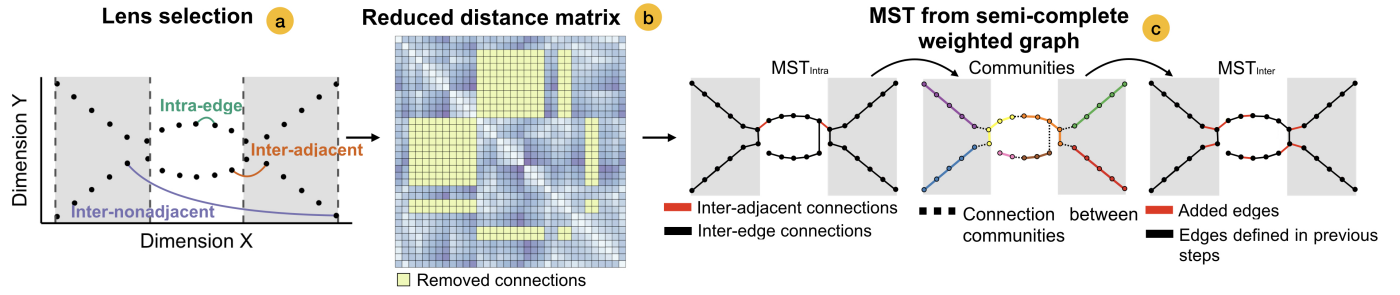 Lens selection
a
Dimension Y
Intra-edge
Inter-adjacent
Inter-nonadjacent
Dimension X
Reduced distance matrix
b
Removed connections
MST from semi-complete
weighted graph
c
MSTIntra
Communities
MSTInter
Inter-adjacent connections
Inter-edge connections
Connection between
communities
Added edges
Edges defined in previous
steps